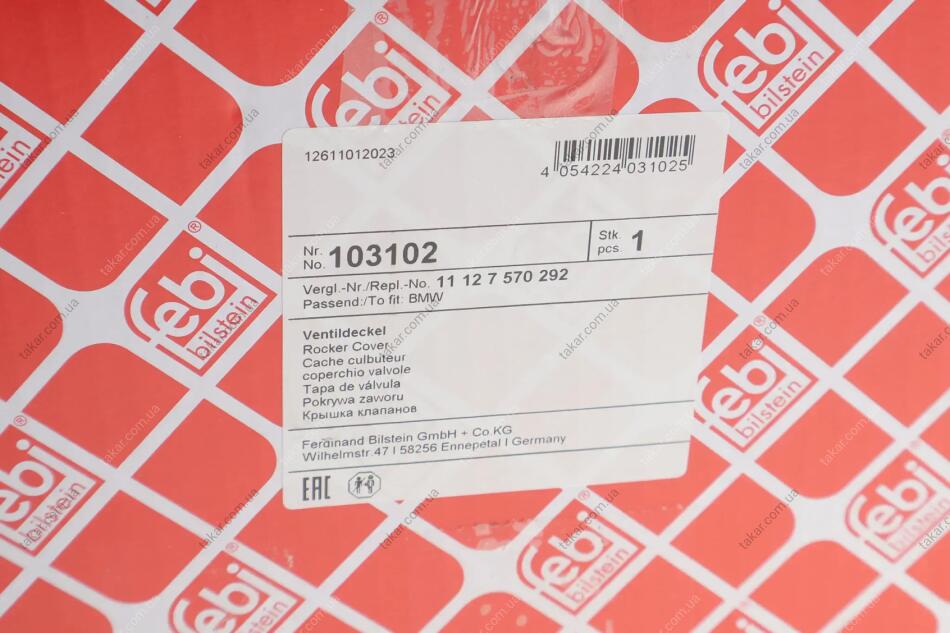 12611012023
4 054224 031025
Nr.
No. 103102
Stk.
pcs. 1
Vergl.-Nr./Repl.-No. 11 12 7 570 292
Passend:/To fit: BMW
Ventildeckel
Rocker Cover
Cache culbuteur
coperchio valvole
Tapa de válvula
Pokrywa zaworu
Крышка клапанов
Ferdinand Bilstein GmbH + Co.KG
Wilhelmstr.47 I 58256 Ennepetal I Germany
EAC
febi
bilstein
takar.com.ua